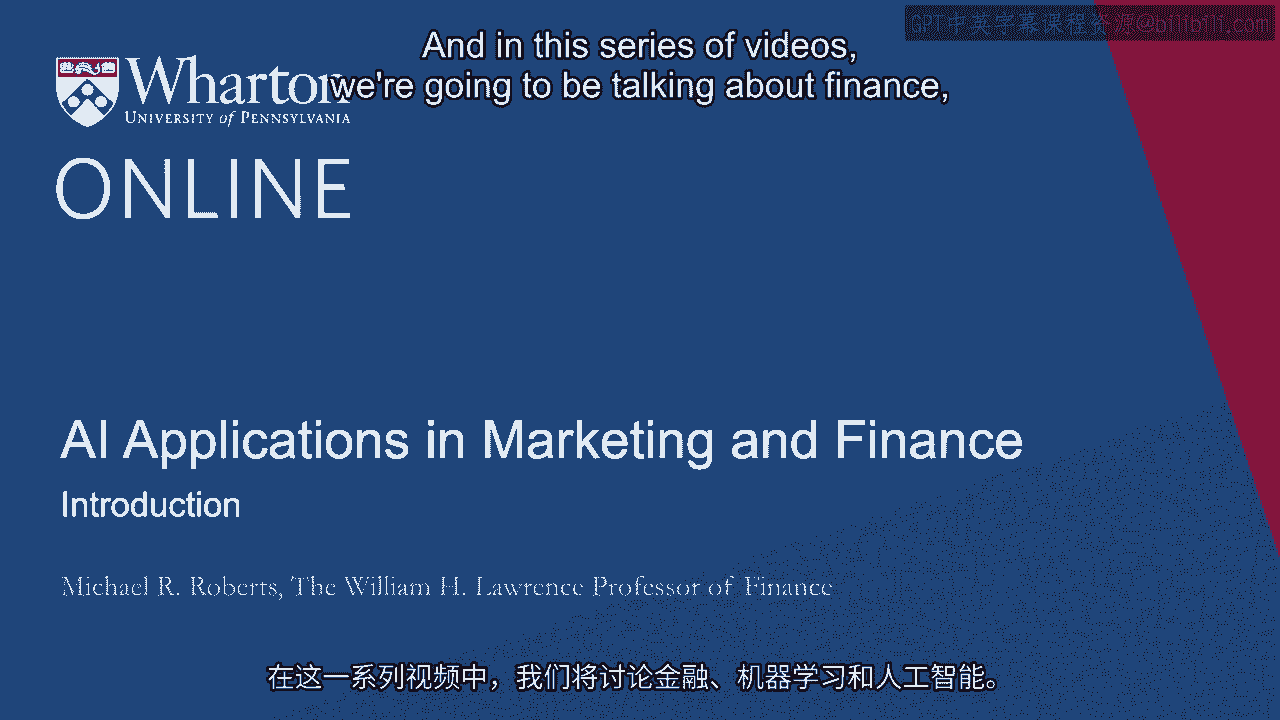 GPT中英字幕课程资源@bilibili.com
And in this series of videos,
we're going to be talking about finance,
Wharton
UNIVERSITY of PENNSYLVANIA
ONLINE
AI Applications in Marketing and Finance
Introduction
Michael R. Roberts, The William H. Lawrence Professor of Finance
在这一系列视频中，我们将讨论金融、机器学习和人工智能。